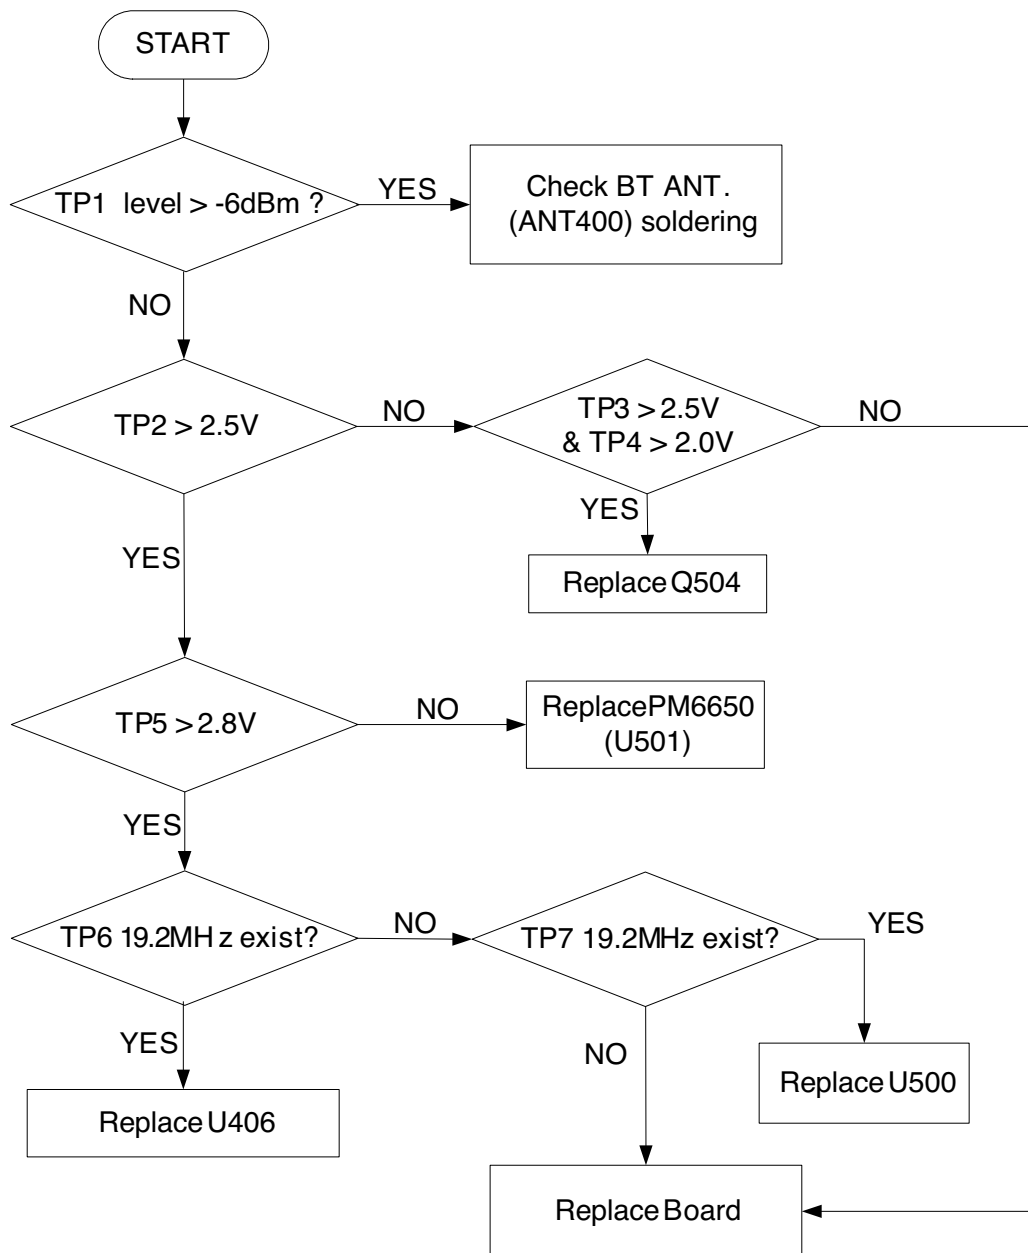 START
TP1 level > -6dBm ?
YES
Check BT ANT.
(ANT400) soldering
NO
TP2 > 2.5V
NO
TP3 > 2.5V
& TP4 > 2.0V
NO
YES
YES
Replace Q504
TP5 > 2.8V
NO
ReplacePM6650
(U501)
YES
TP6 19.2MH z exist?
NO
TP7 19.2MHz exist?
YES
YES
NO
Replace U406
Replace U500
Replace Board